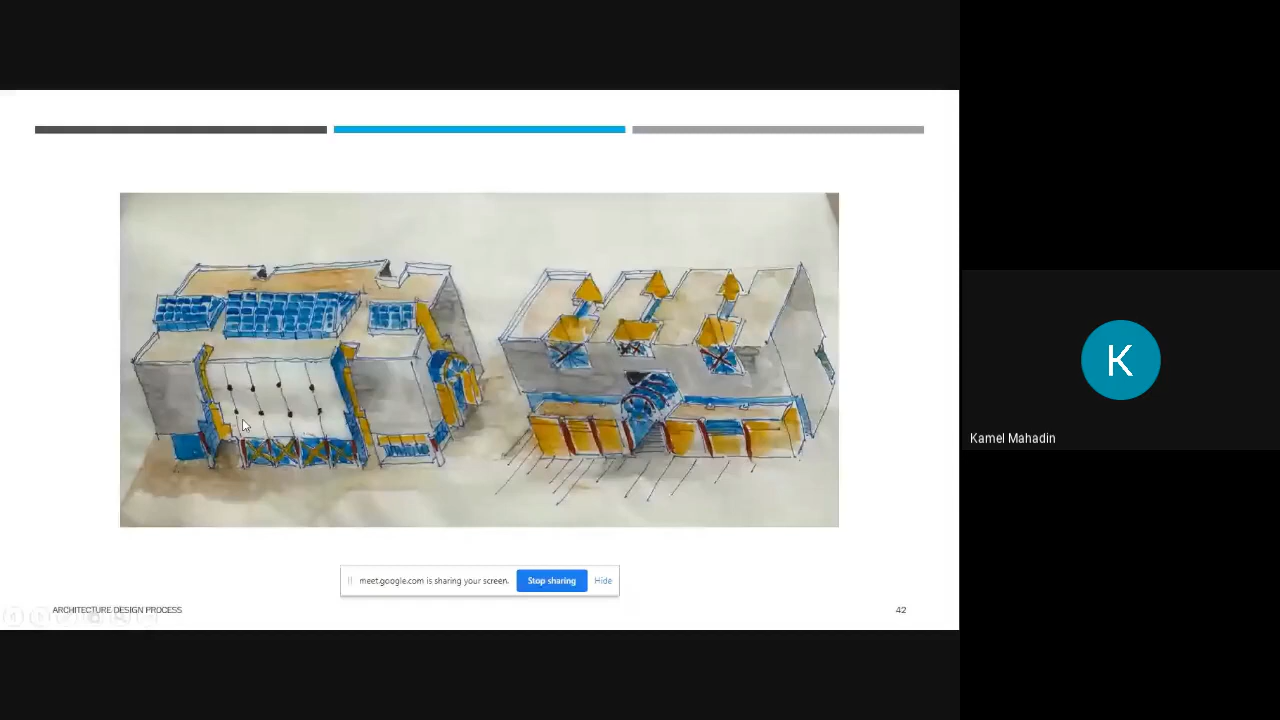 meet.google.com is sharing your screen. Stop sharing Hide
ARCHITECTURE DESIGN PROCESS 42
K
Kamel Mahadin